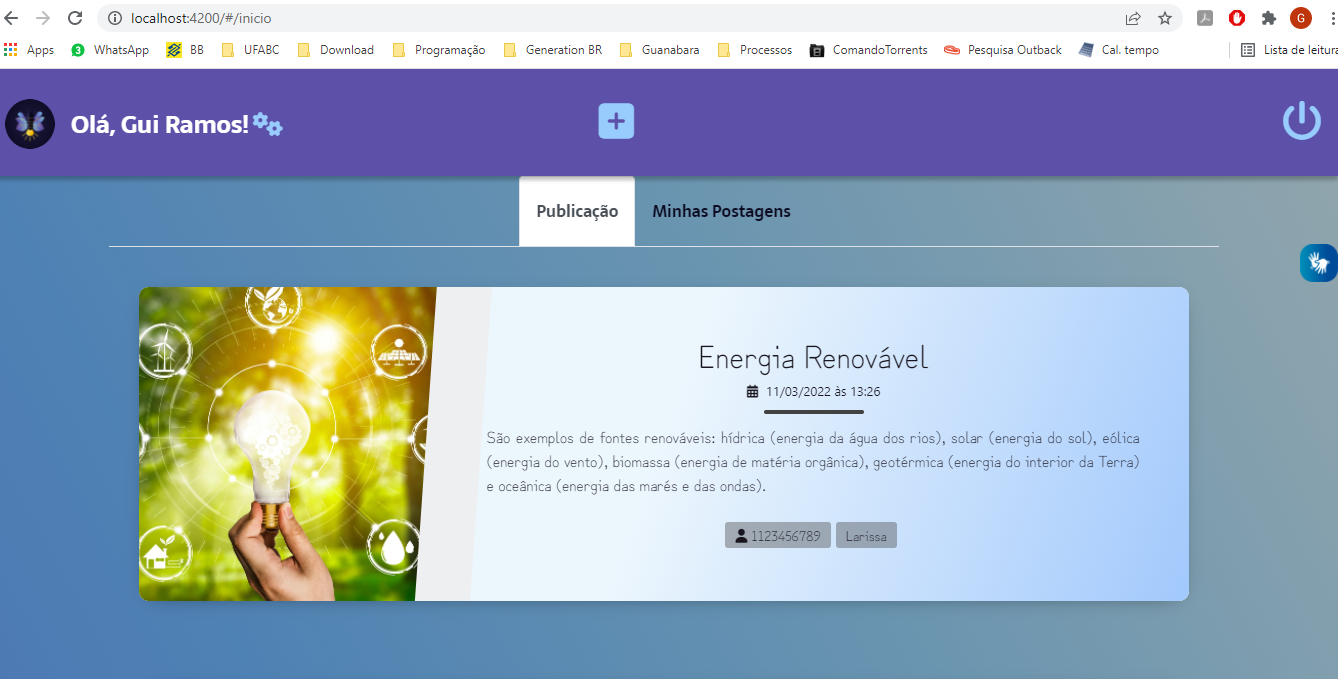 localhost:4200/#/inicio
G
Apps 3 WhatsApp BB UFABC Download Programação Generation BR Guanabara Processos ComandoTorrents Pesquisa Outback Cal. tempo Lista de leitura
Olá, Gui Ramos!
Publicação Minhas Postagens
Energia Renovável
11/03/2022 às 13:26
São exemplos de fontes renováveis: hídrica (energia da água dos rios), solar (energia do sol), eólica
(energia do vento), biomassa (energia de matéria orgânica), geotérmica (energia do interior da Terra)
e oceânica (energia das marés e das ondas).
1123456789 Larissa